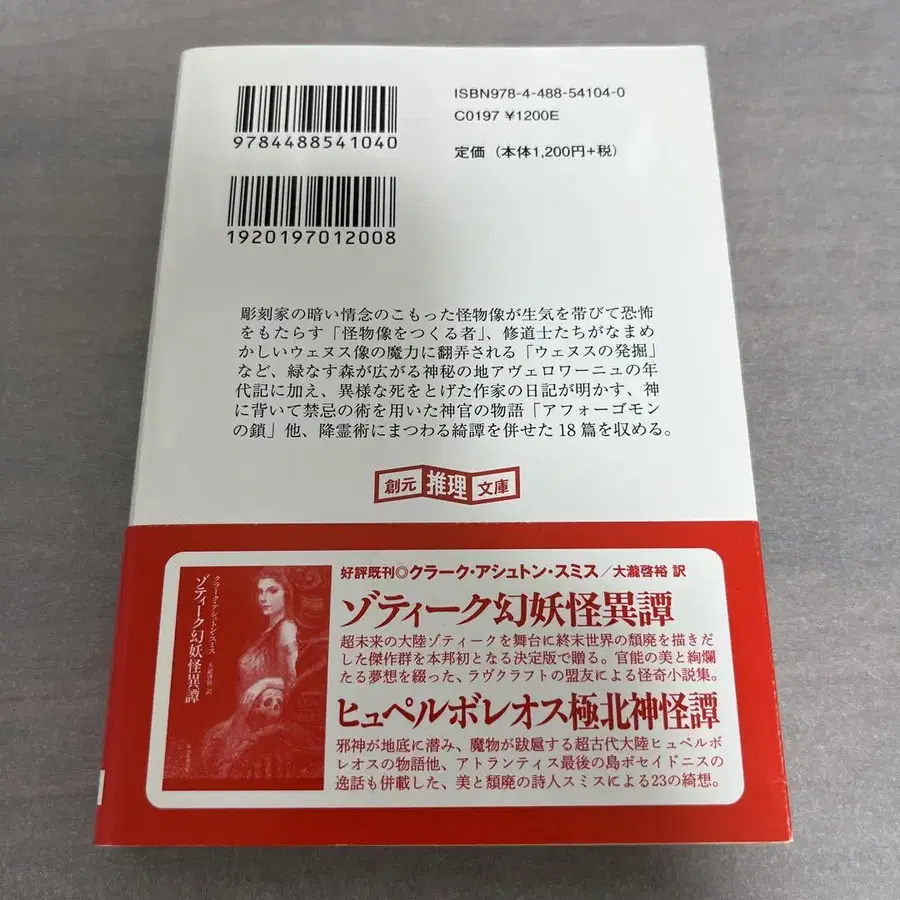 9784488541040
1920197012008
ISBN978-4-488-54104-0
C0197 ¥1200E
定価（本体1,200円+税）
彫刻家の暗い情念のこもった怪物像が生気を帯びて恐怖
をもたらす「怪物像をつくる者」、修道士たちがなまめ
かしいウェヌス像の魔力に翻弄される「ウェヌスの発掘」
など、緑なす森が広がる神秘の地アヴェロワーニュの年
代記に加え、異様な死をとげた作家の日記が明かす、神
に背いて禁忌の術を用いた神官の物語「アフォーゴモン
の鎖」他、降霊術にまつわる綺譚を併せた18篇を収める。
創元推理文庫
好評既刊◎クラーク・アシュトン・スミス／大瀧啓裕 訳
ゾティーク幻妖怪異譚
超未来の大陸ゾティークを舞台に終末世界の頽廃を描きだ
した傑作群を本邦初となる決定版で贈る。官能の美と絢爛
たる夢想を綴った、ラヴクラフトの盟友による怪奇小説集。
ヒュペルボレオス極北神怪譚
邪神が地底に潜み、魔物が跋扈する超古代大陸ヒュペルボ
レオスの物語他、アトランティス最後の島ポセイドニスの
逸話も併載した、美と頽廃の詩人スミスによる23の綺想。
クラーク・アシュトン・スミス
ゾティーク幻妖怪異譚
大瀧啓裕 訳